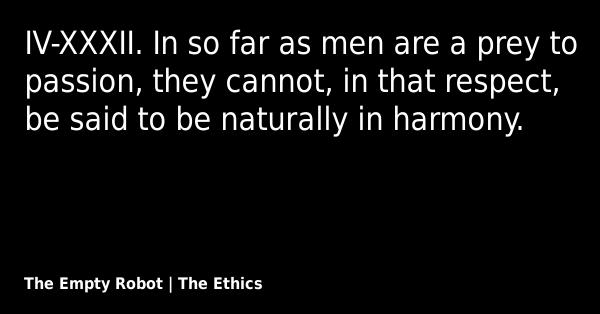 IV-XXXII. In so far as men are a prey to
passion, they cannot, in that respect,
be said to be naturally in harmony.
The Empty Robot | The Ethics